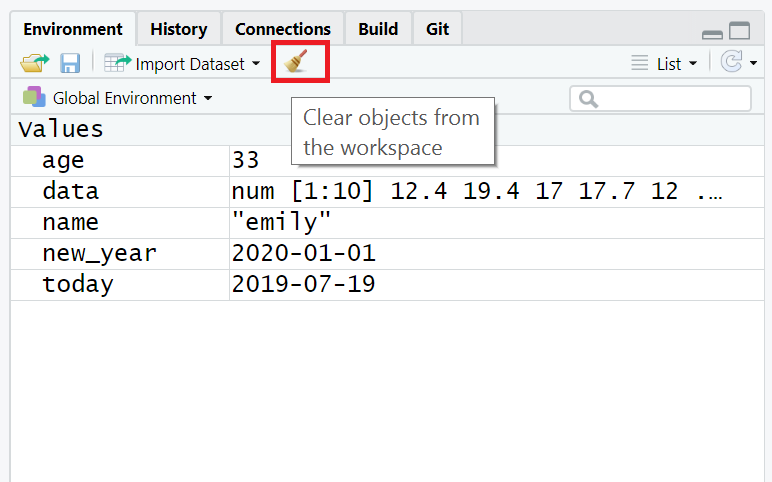 Environment History Connections Build Git
Import Dataset List
Global Environment
Clear objects from
the workspace
Values
age 33
data num [1:10] 12.4 19.4 17 17.7 12 ...
name "emily"
new_year 2020-01-01
today 2019-07-19